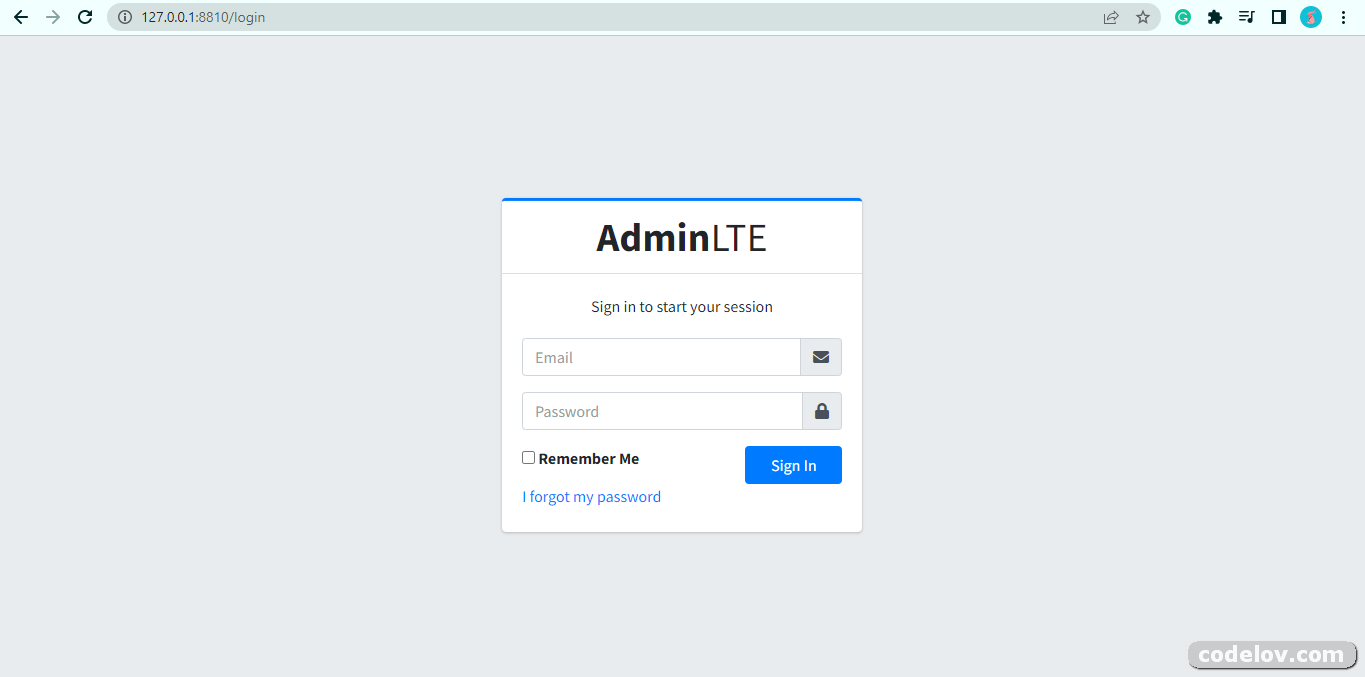 127.0.0.1:8810/login
AdminLTE
Sign in to start your session
Email
Password
Remember Me
Sign In
I forgot my password
codelov.com